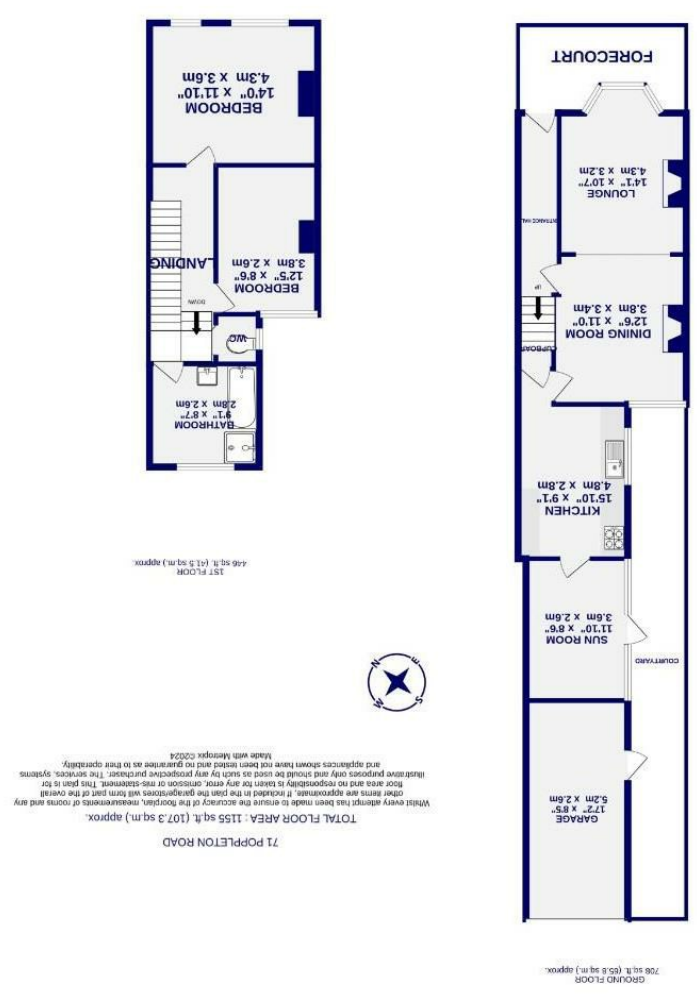 GROUND FLOOR
706 sq.ft. (65.6 sq.m.) approx.
GARAGE
17'2" x 8'5"
5.2m x 2.6m
COURTYARD
SUN ROOM
11'10" x 8'6"
3.6m x 2.6m
KITCHEN
15'10" x 9'1"
4.8m x 2.8m
CUPBOARD
DINING ROOM
12'6" x 11'0"
3.8m x 3.4m
UP
ENTRANCE HALL
LOUNGE
14'1" x 10'7"
4.3m x 3.2m
FORECOURT
1ST FLOOR
446 sq.ft. (41.5 sq.m.) approx.
BATHROOM
9'1" x 8'7"
2.8m x 2.6m
WC
DOWN
LANDING
BEDROOM
12'5" x 8'6"
3.8m x 2.6m
BEDROOM
14'0" x 11'10"
4.3m x 3.6m
N
E
S
W
71 POPPLETON ROAD
TOTAL FLOOR AREA : 1155 sq.ft. (107.3 sq.m.) approx.
Whilst every attempt has been made to ensure the accuracy of the floorplan, measurements of rooms and any
other items are approximate. If included in the plan the garage/stores will form part of the overall
floor area and no responsibility is taken for any error, omission or mis-statement. This plan is for
illustrative purposes only and should be used as such by any prospective purchaser. The services, systems
and appliances shown have not been tested and no guarantee as to their operability.
Made with Metropix ©2024